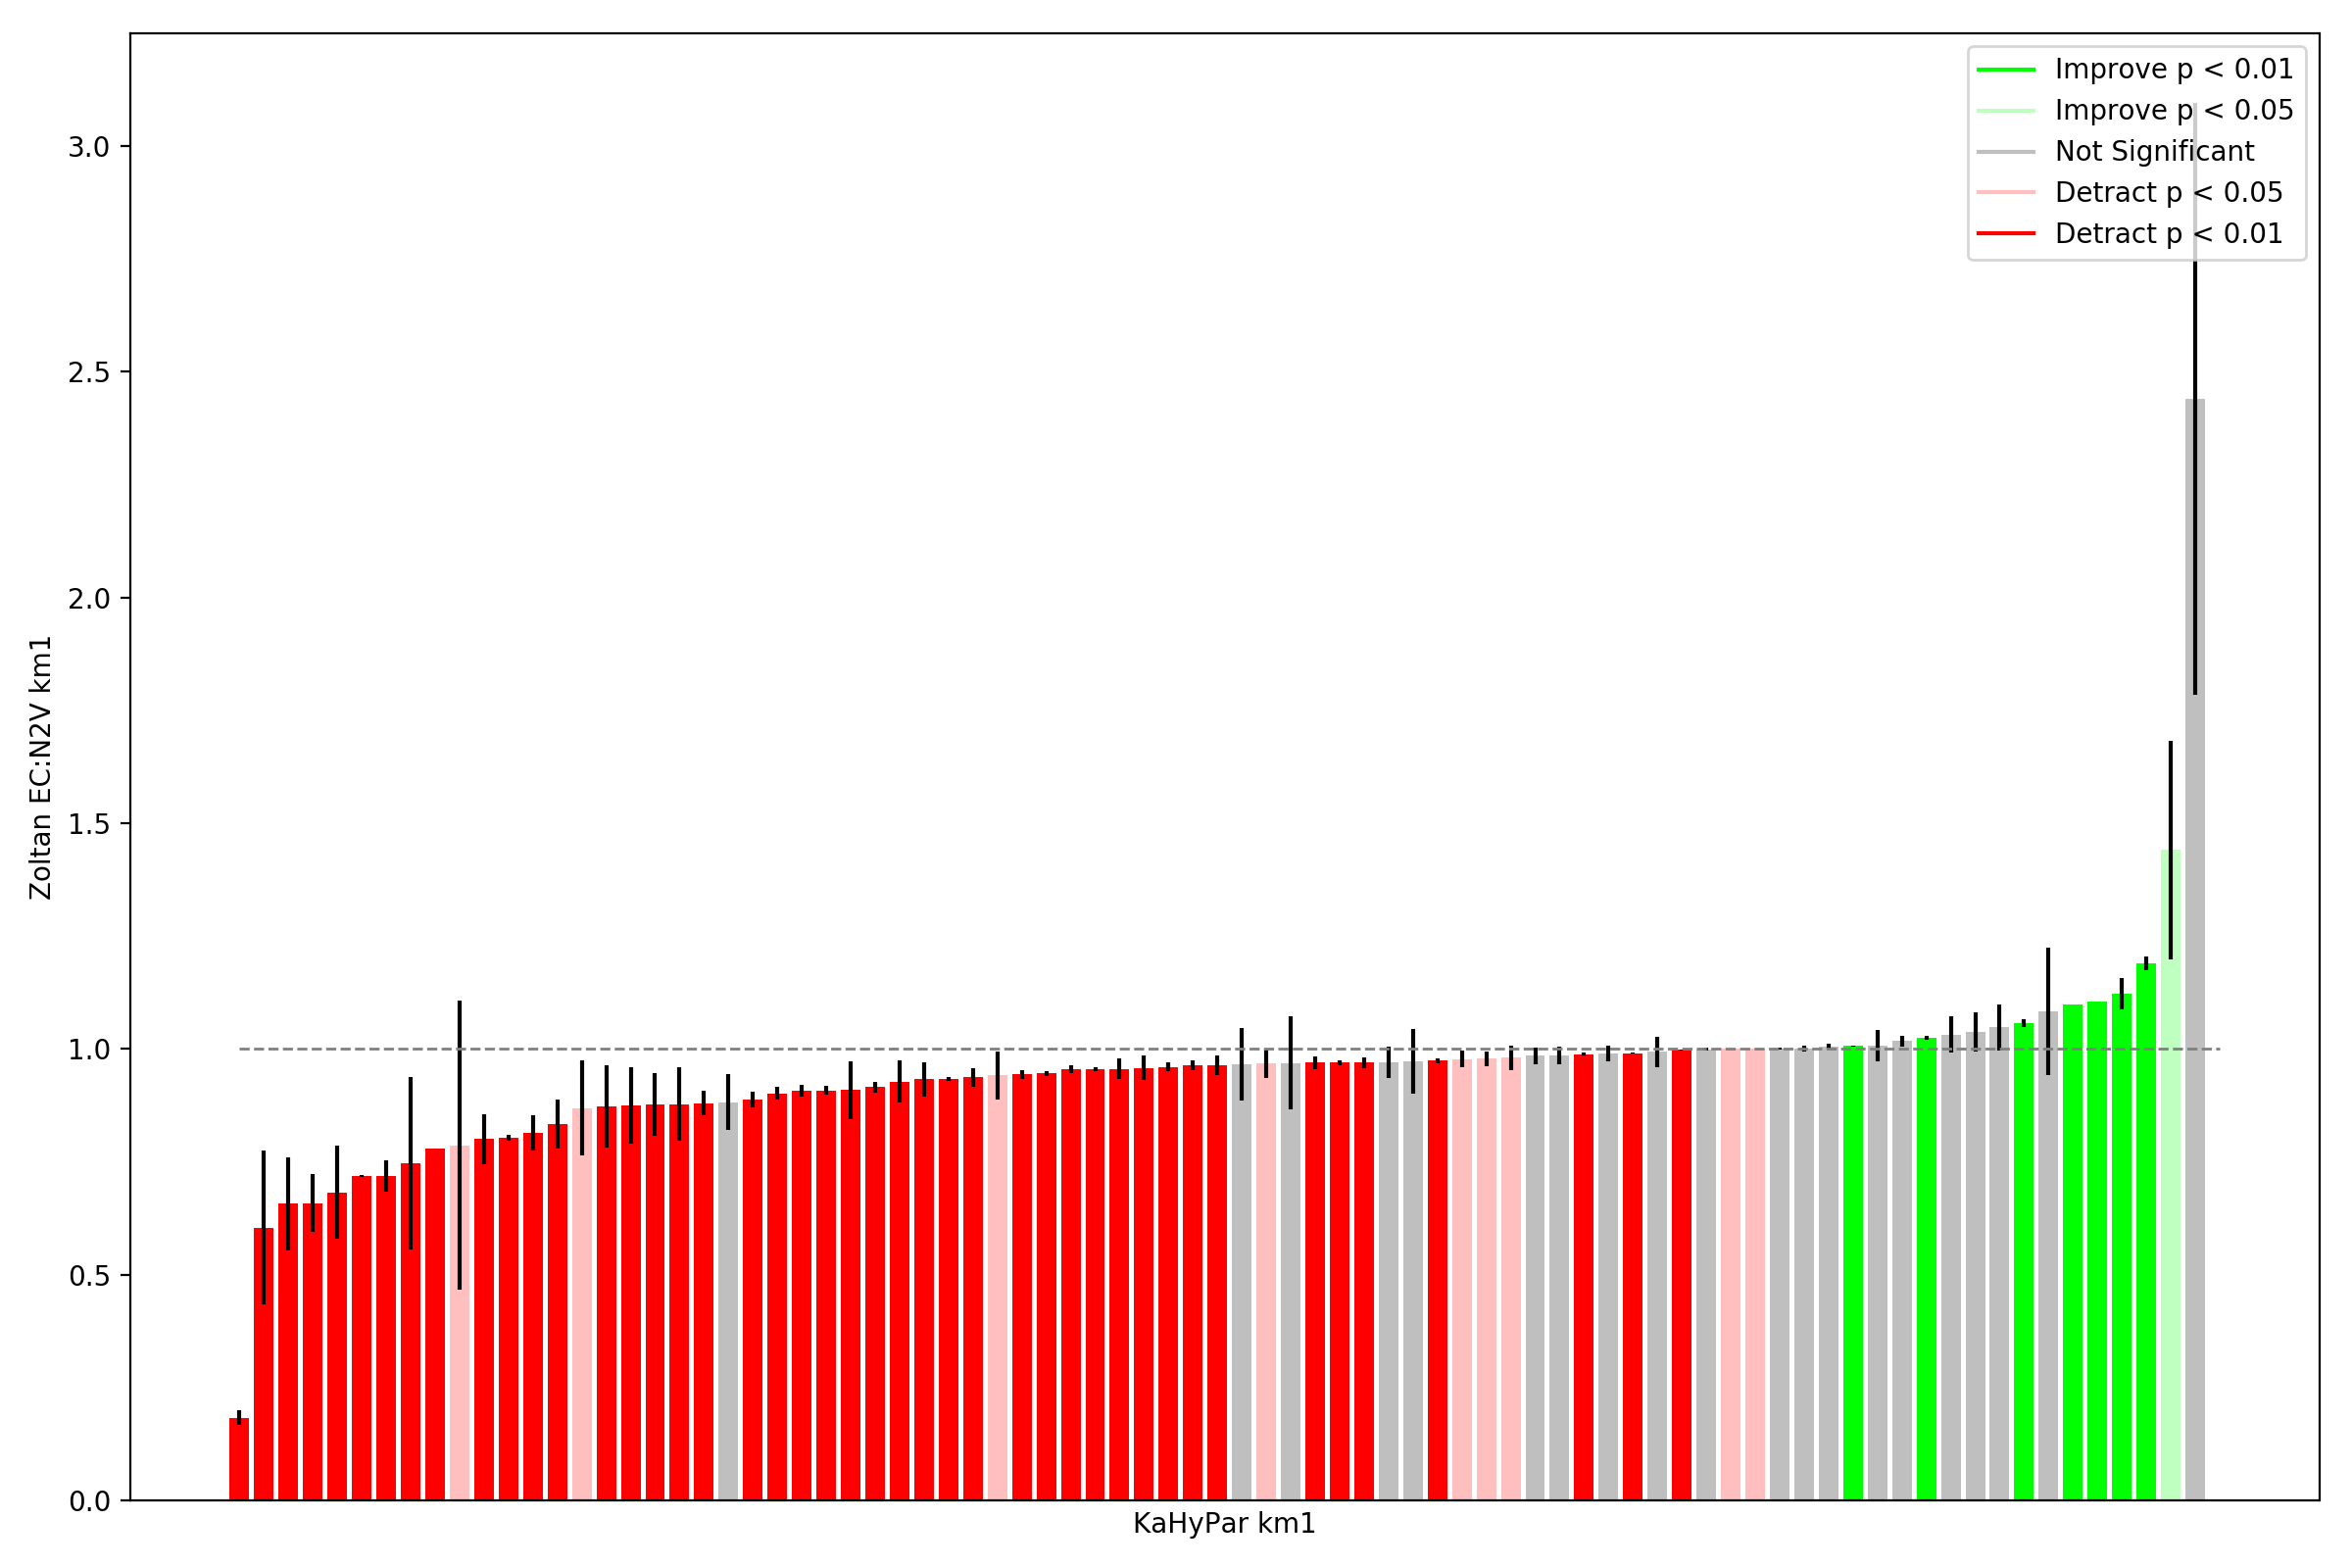 Improve p < 0.01
Improve p < 0.05
Not Significant
Detract p < 0.05
Detract p < 0.01
3.0
2.5
2.0
1.5
1.0
0.5
0.0
Zoltan EC:N2V km1
KaHyPar km1